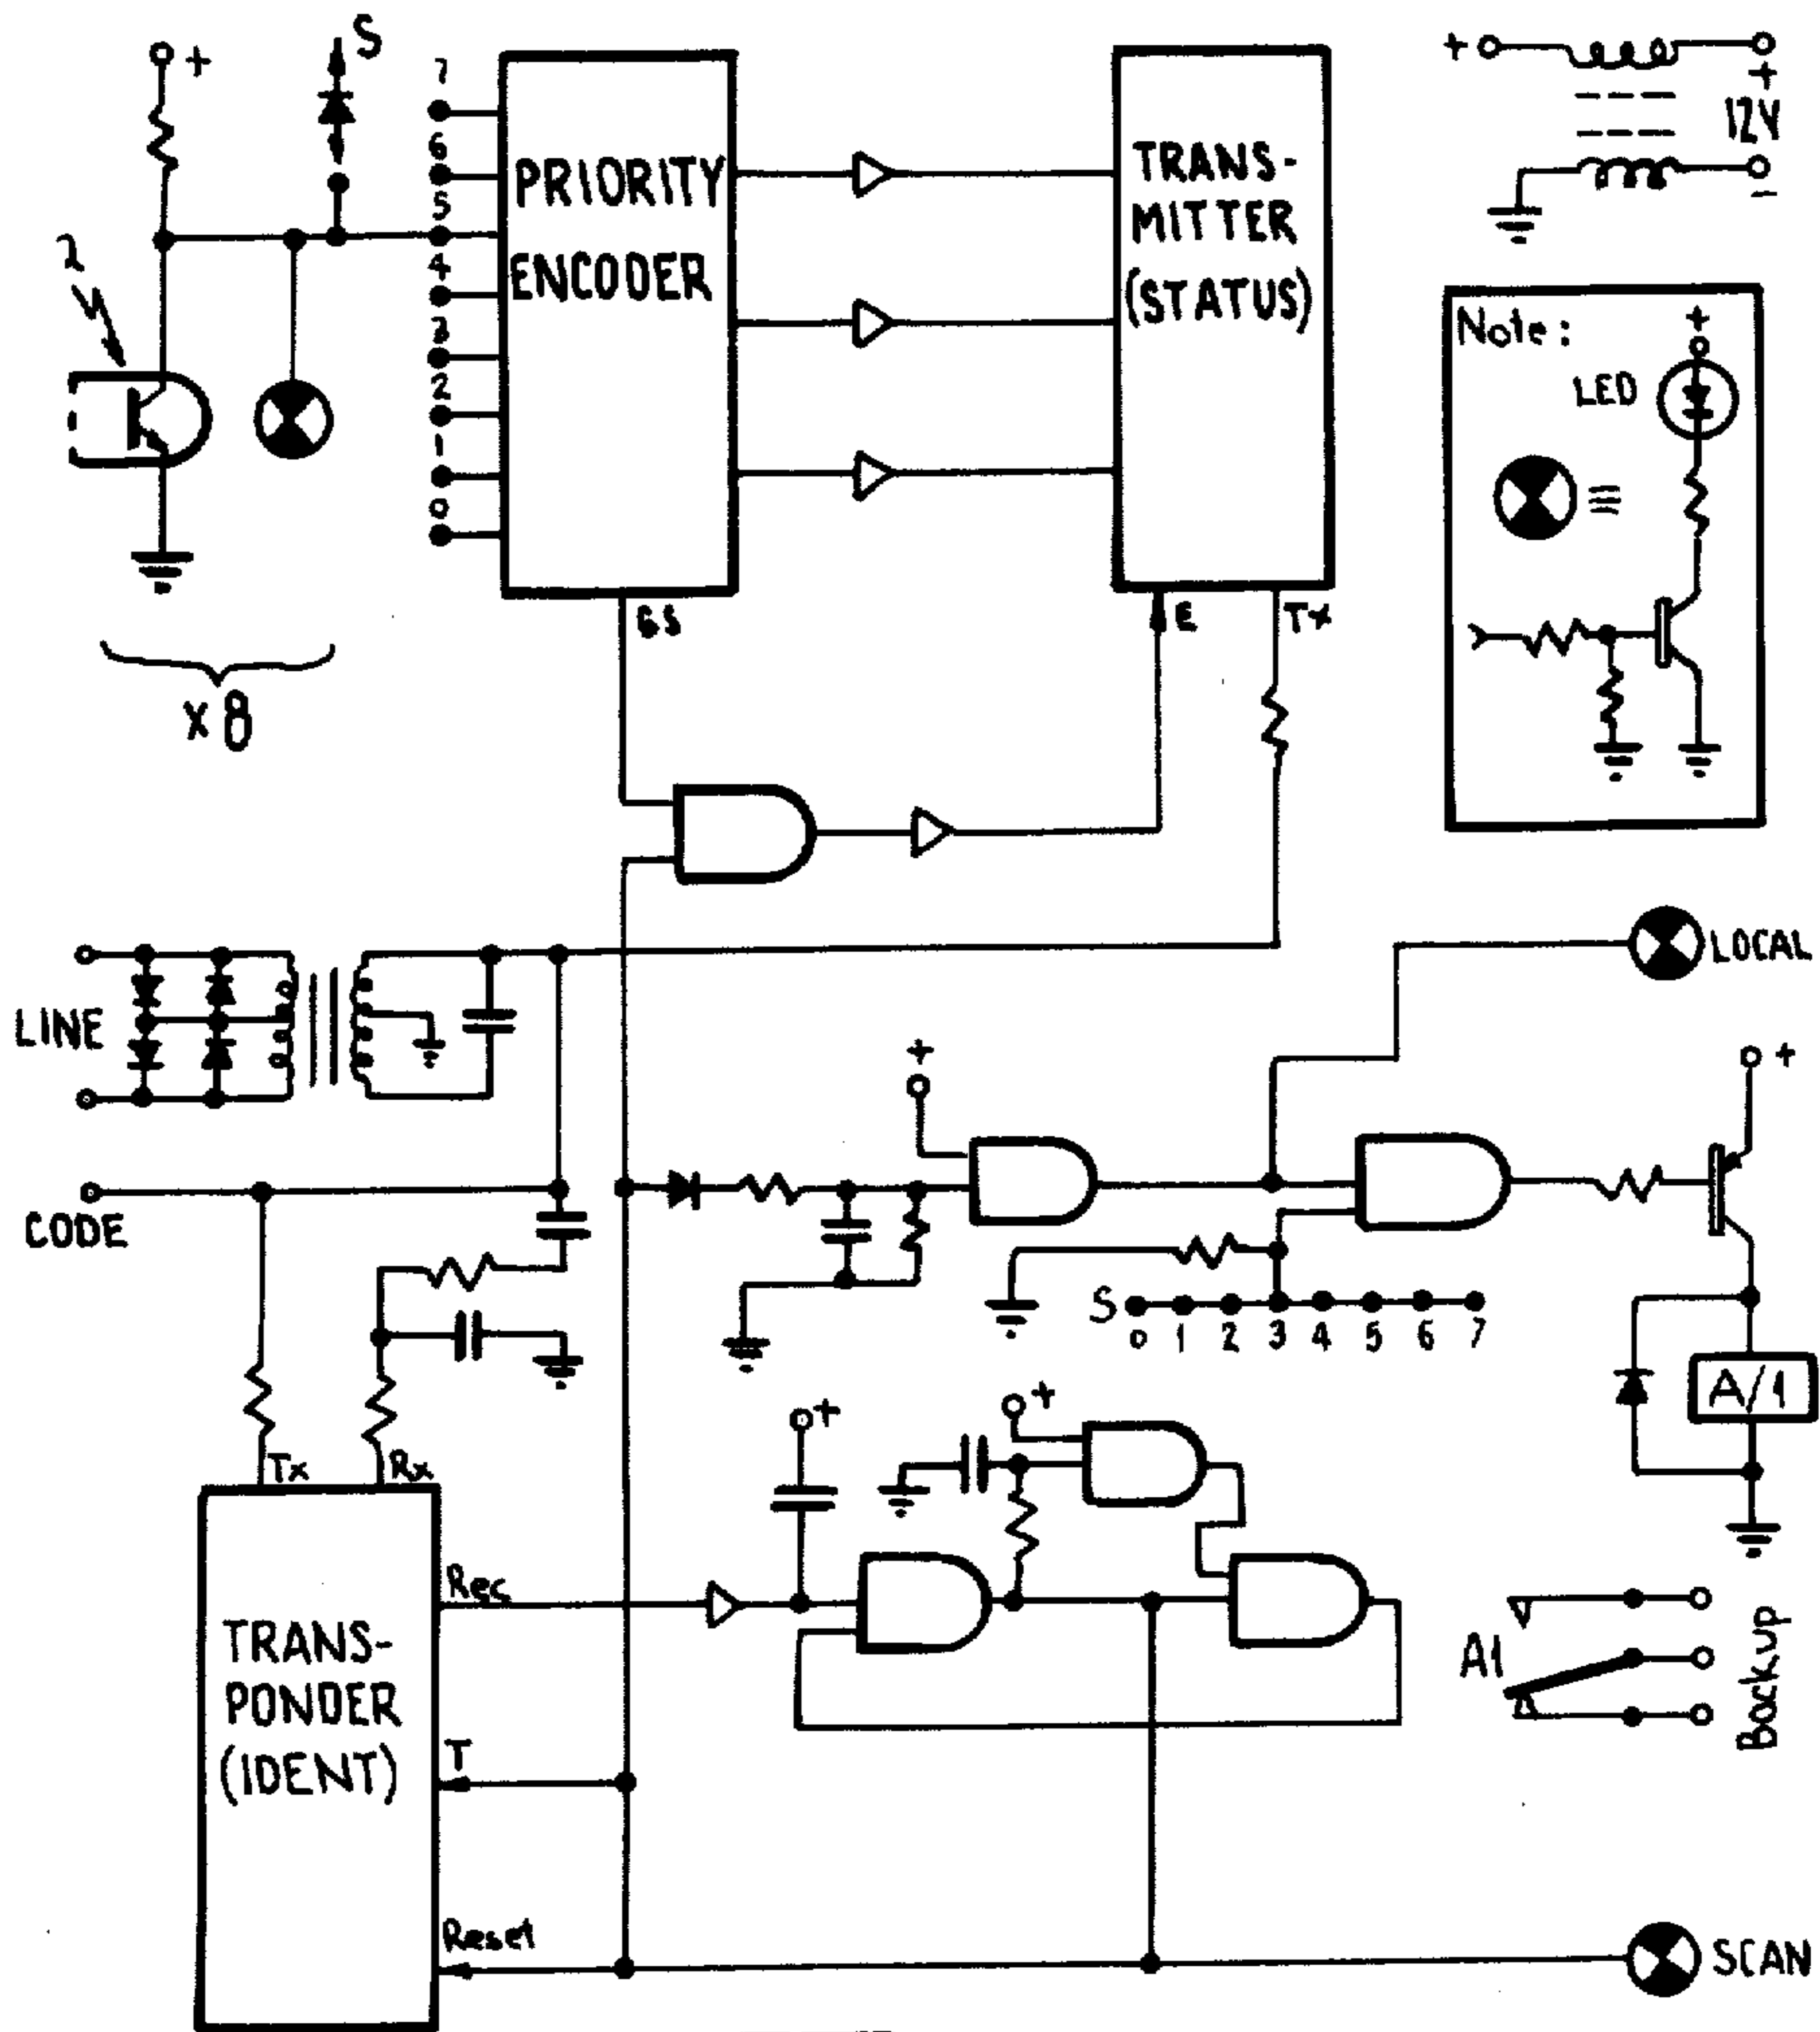 +
S
7
6
5
4
3
2
1
0
PRIORITY
ENCODER
GS
TRANS-
MITTER
(STATUS)
E
Tx
+
+
12V
-
λ
x8
Note:
+
LED
≡
LOCAL
LINE
CODE
+
+
S
0 1 2 3 4 5 6 7
A/1
+
+
Tx
Rx
Rec
TRANS-
PONDER
(IDENT)
T
Reset
A1
Backup
SCAN